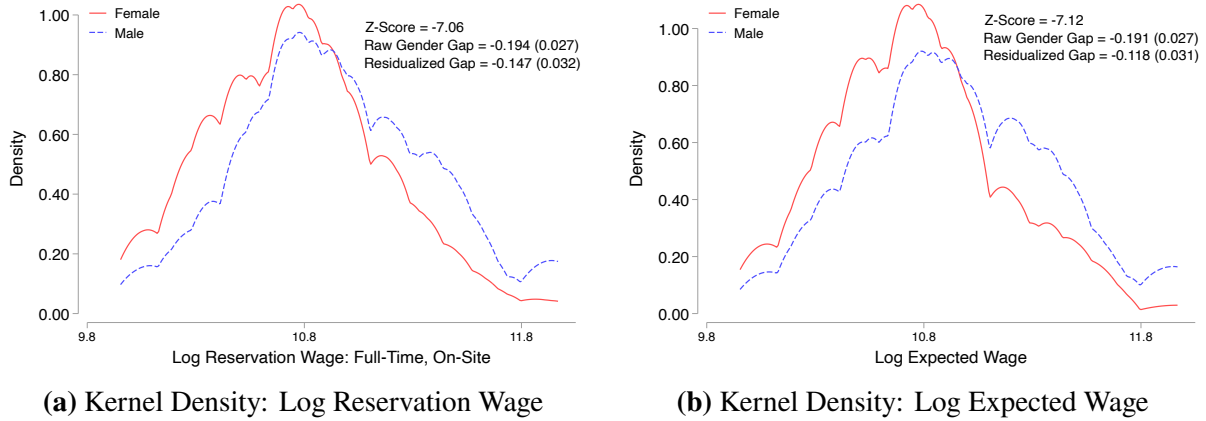 Female
Male
Z-Score = -7.06
Raw Gender Gap = -0.194 (0.027)
Residualized Gap = -0.147 (0.032)
1.00
0.80
0.60
0.40
0.20
0.00
Density
9.8
10.8
11.8
Log Reservation Wage: Full-Time, On-Site
(a) Kernel Density: Log Reservation Wage
Female
Male
Z-Score = -7.12
Raw Gender Gap = -0.191 (0.027)
Residualized Gap = -0.118 (0.031)
1.00
0.80
0.60
0.40
0.20
0.00
Density
9.8
10.8
11.8
Log Expected Wage
(b) Kernel Density: Log Expected Wage